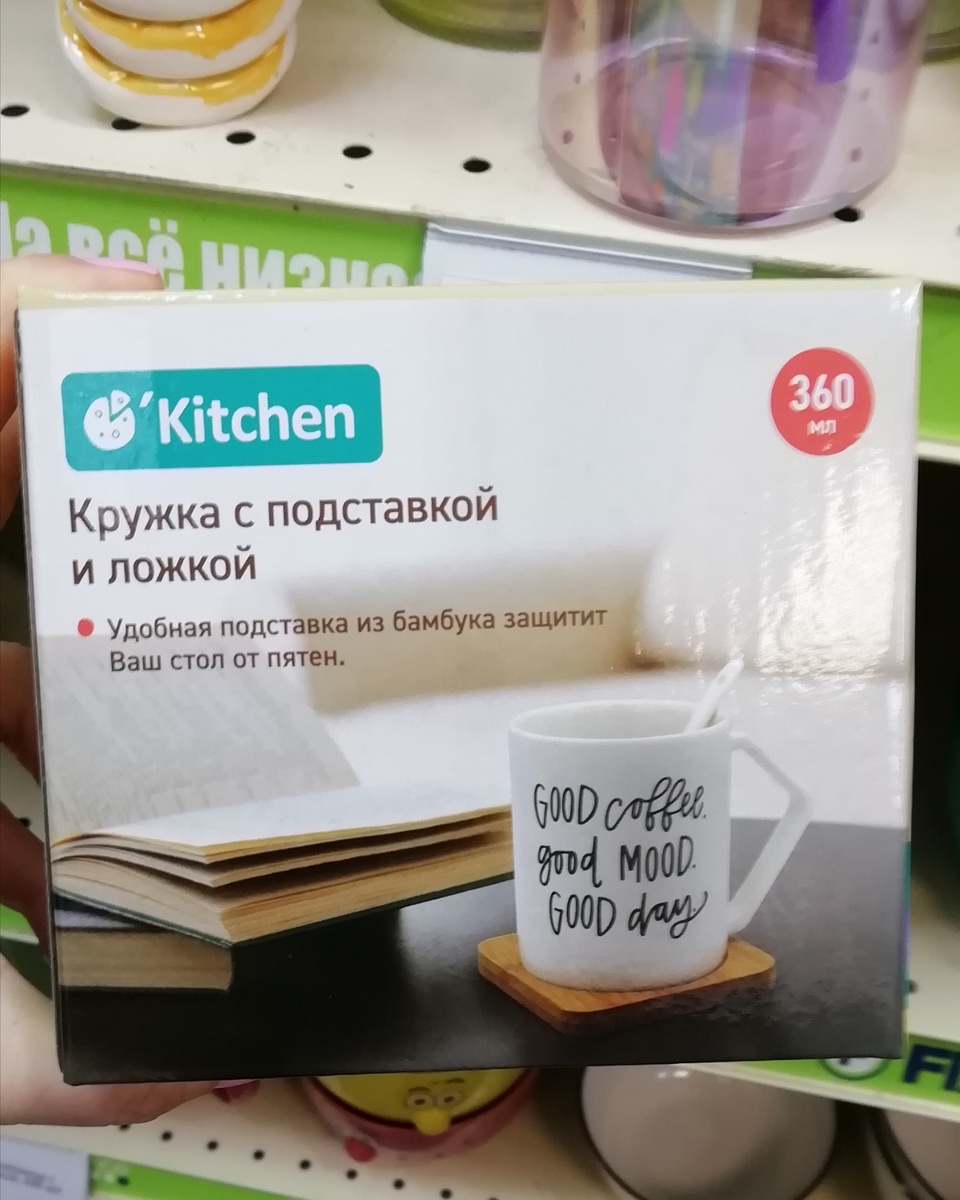 всё
'Kitchen
360
мл
Кружка с подставкой
и ложкой
Удобная подставка из бамбука защитит
Ваш стол от пятен.
GOOD coffee.
good MOOD.
GOOD day